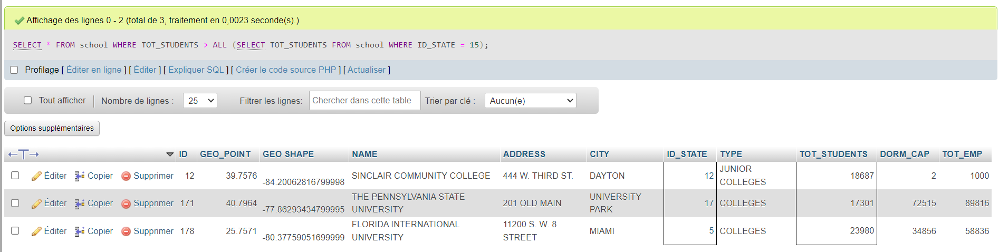 Affichage des lignes 0 - 2 (total de 3, traitement en 0,0023 seconde(s).)
SELECT * FROM school WHERE TOT_STUDENTS > ALL (SELECT TOT_STUDENTS FROM school WHERE ID_STATE = 15);
Profilage [ Éditer en ligne ] [ Éditer ] [ Expliquer SQL ] [ Créer le code source PHP ] [ Actualiser ]
Tout afficher | Nombre de lignes : 25 Filtrer les lignes: Chercher dans cette table Trier par clé : Aucun(e)
Options supplémentaires
ID GEO_POINT GEO SHAPE NAME ADDRESS CITY ID_STATE TYPE TOT_STUDENTS DORM_CAP TOT_EMP
Éditer Copier Supprimer 12 39.7576 -84.20062816799998 SINCLAIR COMMUNITY COLLEGE 444 W. THIRD ST. DAYTON 12 JUNIOR COLLEGES 18687 2 1000
Éditer Copier Supprimer 171 40.7964 -77.86293434799995 THE PENNSYLVANIA STATE UNIVERSITY 201 OLD MAIN UNIVERSITY PARK 17 COLLEGES 17301 72515 89816
Éditer Copier Supprimer 178 25.7571 -80.37759051699999 FLORIDA INTERNATIONAL UNIVERSITY 11200 S. W. 8 STREET MIAMI 5 COLLEGES 23980 34856 58836